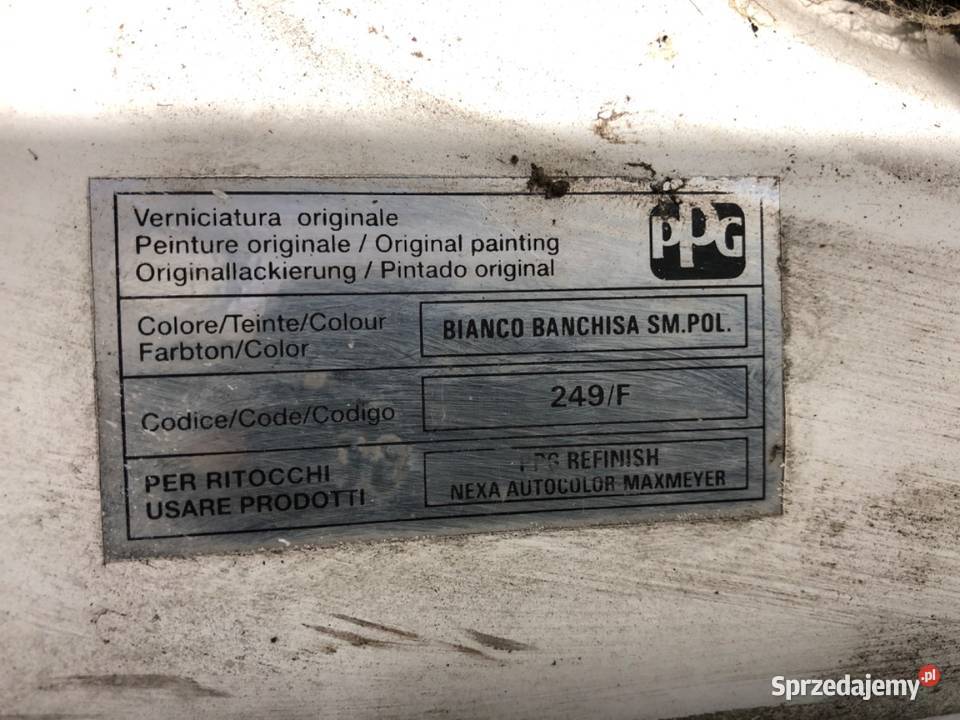 Verniciatura originale
Peinture originale / Original painting
Originallackierung / Pintado original
PPG
Colore/Teinte/Colour
Farbton/Color
BIANCO BANCHISA SM.POL.
Codice/Code/Codigo
249/F
PER RITOCCHI
USARE PRODOTTI
PPG REFINISH
NEXA AUTOCOLOR MAXMEYER
Sprzedajemy.pl